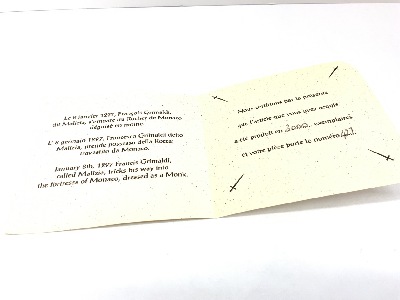 Le 8 janvier 1297, François Grimaldi,
dit Malizia, s'empare du Rocher de Monaco
déguisé en moine.
L' 8 gennaio 1297, Francesco Grimaldi detto
Malizia, prende possesso della Rocca
travestito da Monaco.
January 8th, 1297 Francis Grimaldi,
called Malizia, tricks his way into
the fortress of Monaco, dressed as a Monk.
Nous certifions par la présente
que l'article que vous avez acquis
a été produit en 3000 exemplaires
et votre pièce porte le numéro